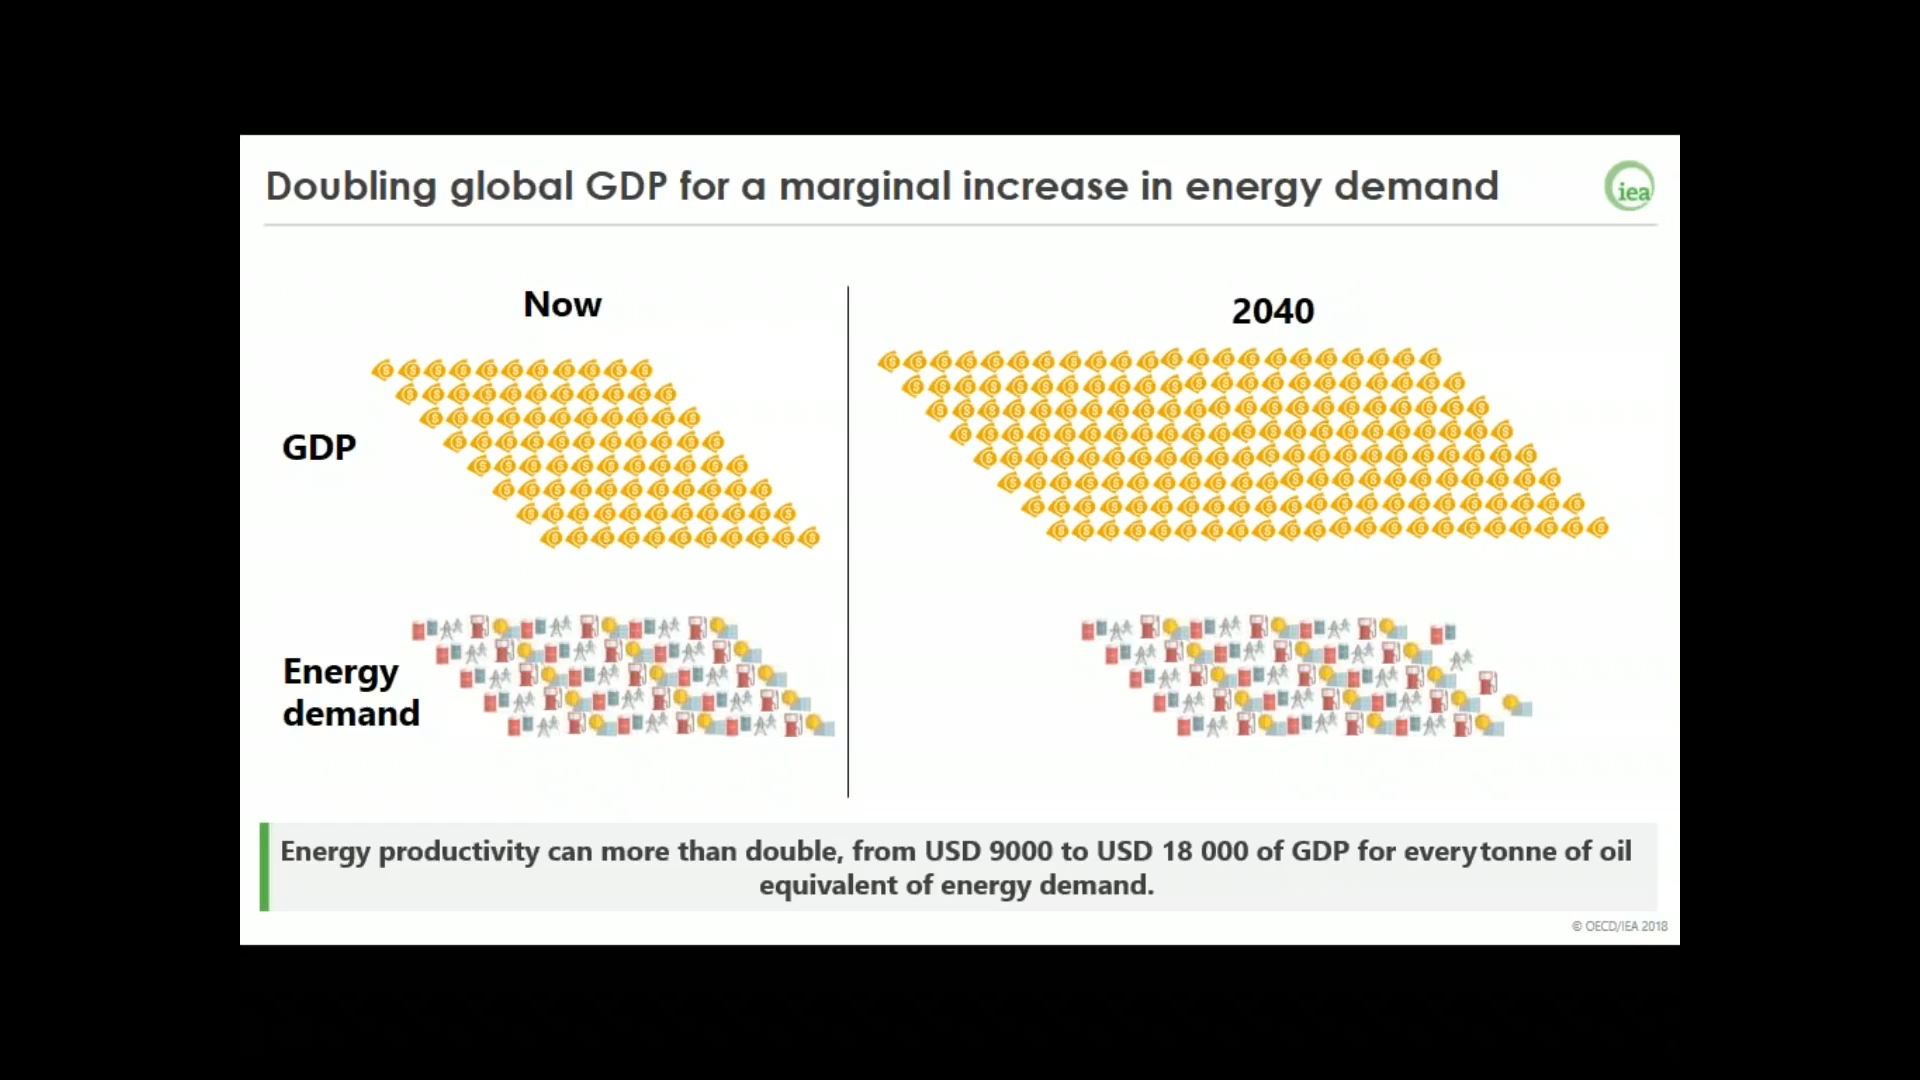 Doubling global GDP for a marginal increase in energy demand
iea
Now
2040
GDP
Energy
demand
Energy productivity can more than double, from USD 9000 to USD 18 000 of GDP for every tonne of oil
equivalent of energy demand.
© OECD/IEA 2018